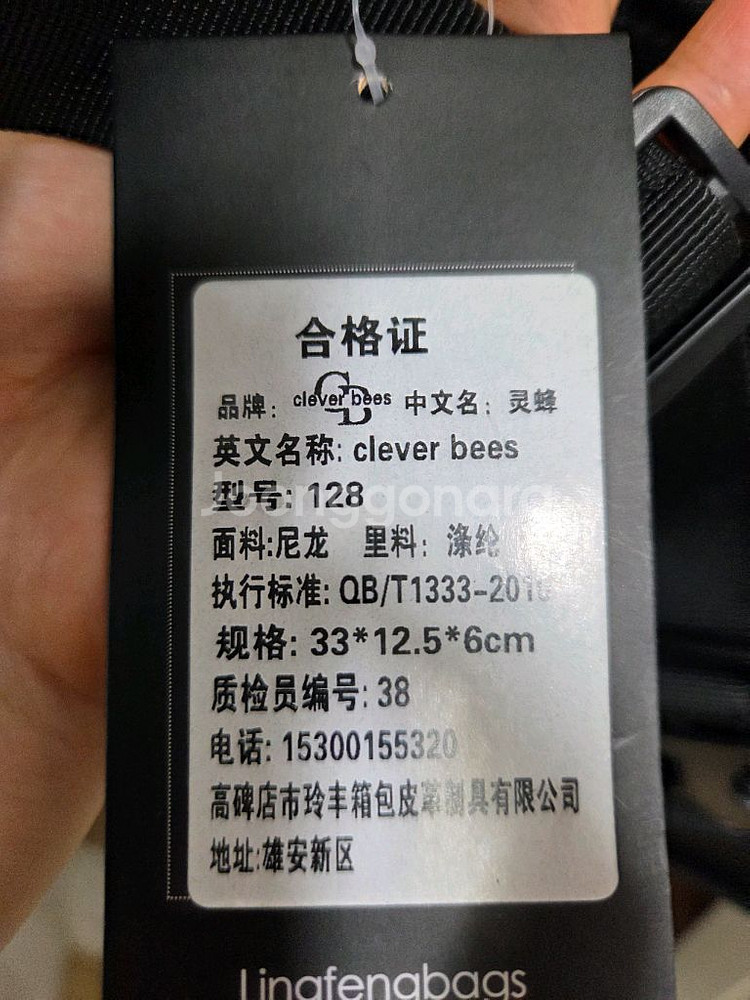 合格证
品牌: clever bees 中文名: 灵蜂
英文名称: clever bees
型号: 128
Joonggonara
面料:尼龙 里料: 涤纶
执行标准: QB/T1333-2018
规格: 33*12.5*6cm
质检员编号: 38
电话: 15300155320
高碑店市玲丰箱包皮革制具有限公司
地址:雄安新区
Lingfengbags